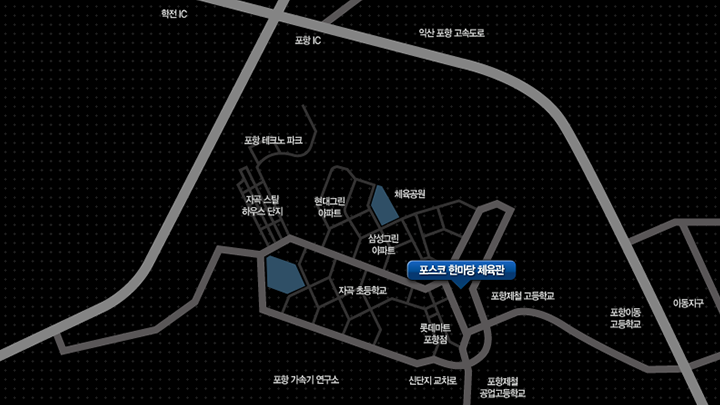 학전 IC
포항 IC
익산 포항 고속도로
포항 테크노 파크
자곡 스틸
하우스 단지
현대그린
아파트
체육공원
삼성그린
아파트
포스코 한마당 체육관
자곡 초등학교
포항제철 고등학교
롯데마트
포항점
포항이동
고등학교
이동지구
포항 가속기 연구소
신단지 교차로
포항제철
공업고등학교